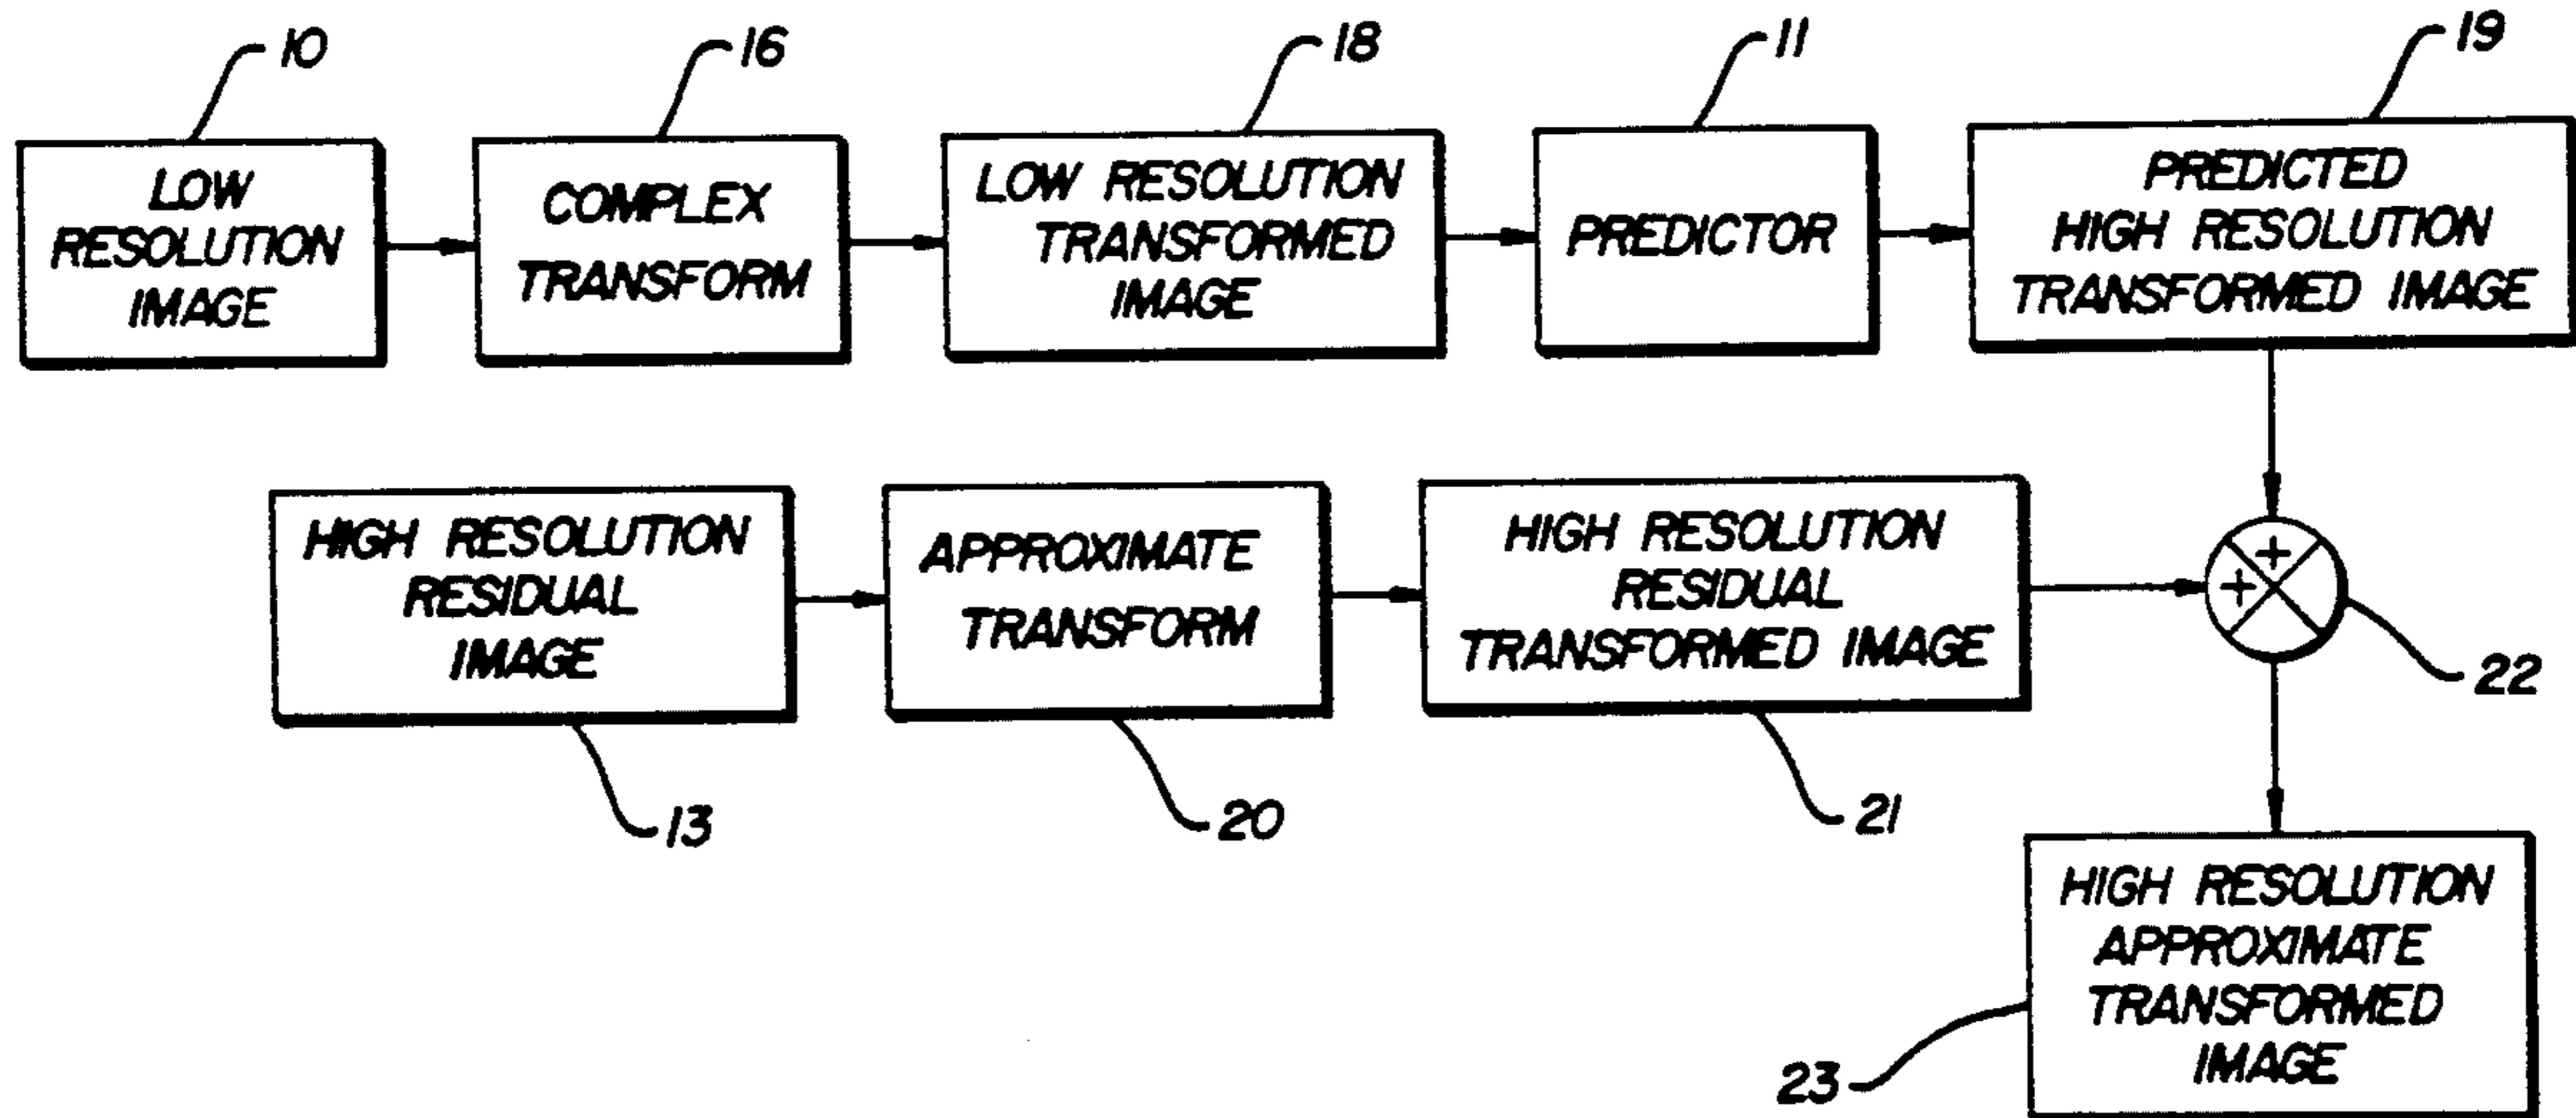 10
16
18
11
19
LOW
RESOLUTION
IMAGE
COMPLEX
TRANSFORM
LOW RESOLUTION
TRANSFORMED
IMAGE
PREDICTOR
PREDICTED
HIGH RESOLUTION
TRANSFORMED IMAGE
HIGH RESOLUTION
RESIDUAL
IMAGE
APPROXIMATE
TRANSFORM
HIGH RESOLUTION
RESIDUAL
TRANSFORMED IMAGE
+
+
22
13
20
21
HIGH RESOLUTION
APPROXIMATE
TRANSFORMED
IMAGE
23